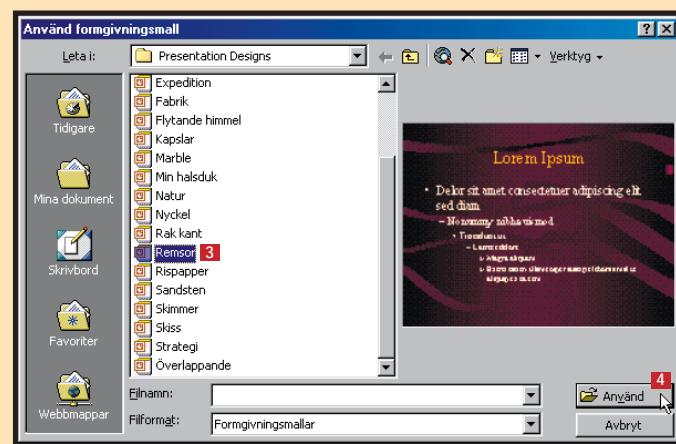 Använd formgivningsmall
Leta i:
Presentation Designs
Verktyg
Tidigare
Mina dokument
Skrivbord
Favoriter
Webbmappar
Expedition
Fabrik
Flytande himmel
Kapslar
Marble
Min halsduk
Natur
Nyckel
Rak kant
Remsor 3
Rispapper
Sandsten
Skimmer
Skiss
Strategi
Överlappande
Lorem Ipsum
• Delor sit amet consectetuer adipiscing elit
sed diam
– Nonummy nibh euismod
Filnamn:
Filformat:
Formgivningsmallar
4
Använd
Avbryt